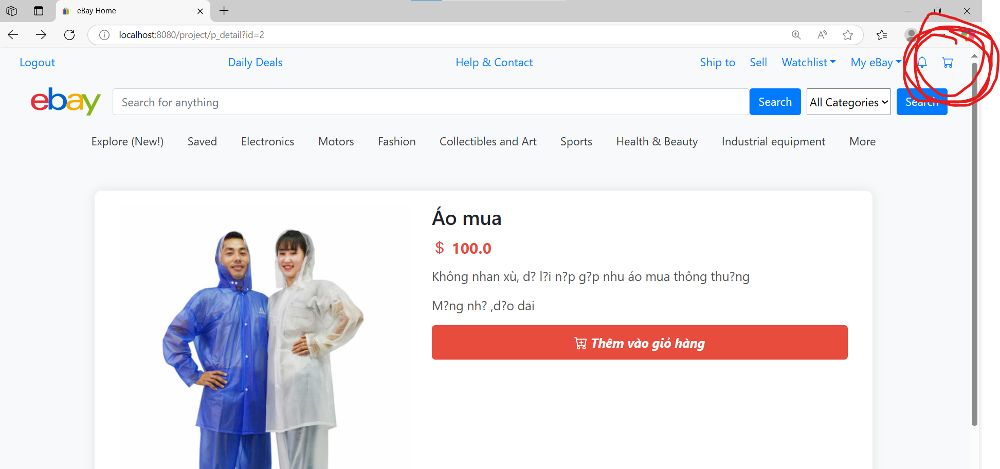 eBay Home
localhost:8080/project/p_detail?id=2
Logout Daily Deals Help & Contact Ship to Sell Watchlist My eBay
ebay Search for anything Search All Categories Search
Explore (New!) Saved Electronics Motors Fashion Collectibles and Art Sports Health & Beauty Industrial equipment More
Áo mua
$ 100.0
Không nhan xù, d? l?i n?p g?p nhu áo mua thông thu?ng
M?ng nh? ,d?o dai
Thêm vào giỏ hàng